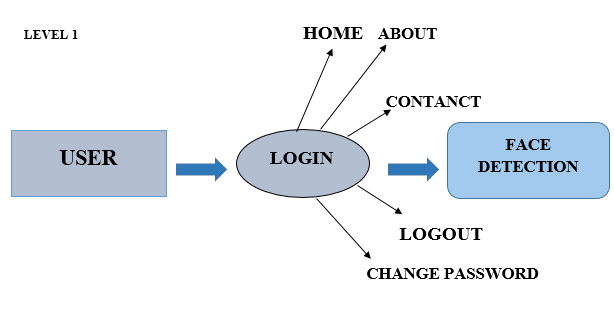 LEVEL 1
HOME
ABOUT
CONTANCT
USER
LOGIN
FACE
DETECTION
LOGOUT
CHANGE PASSWORD